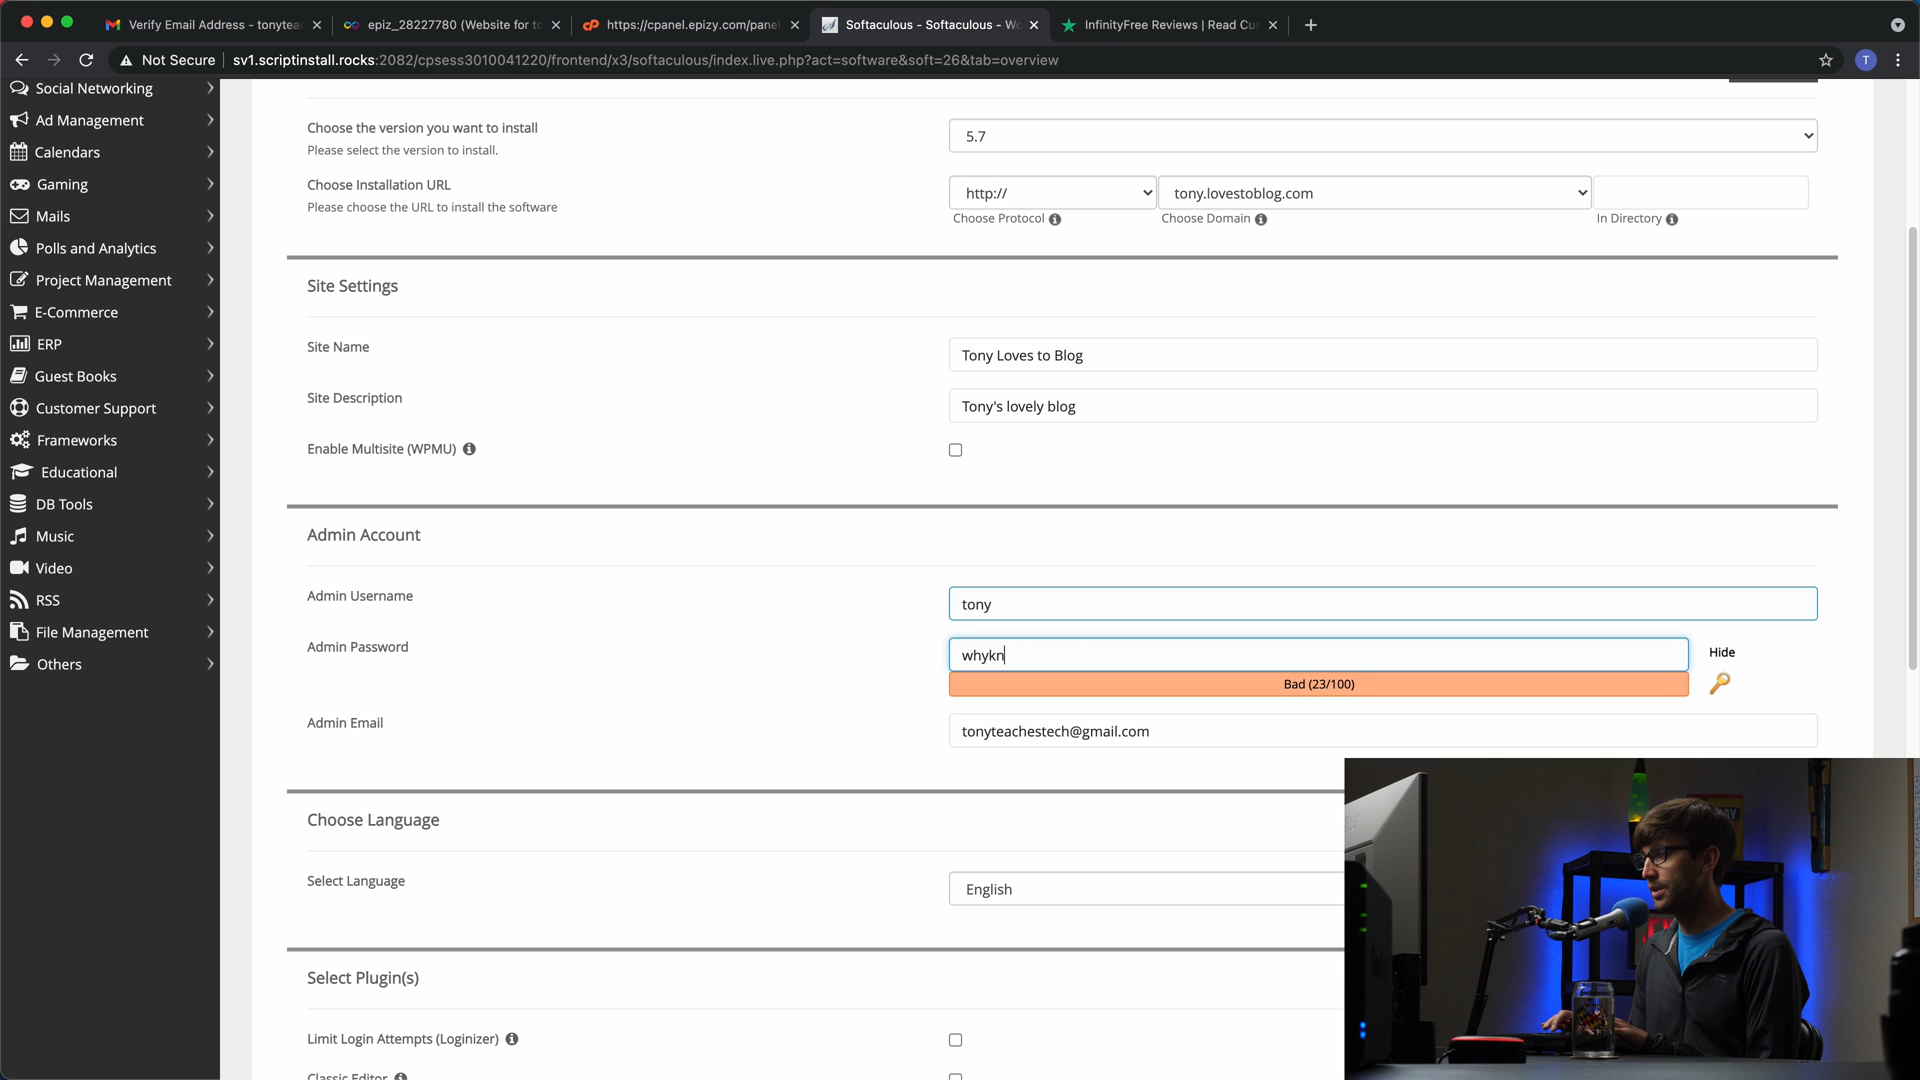 Verify Email Address - tonytea
epiz_28227780 (Website for to
https://cpanel.epizy.com/pane
Softaculous - Softaculous - Wo
InfinityFree Reviews | Read Cu
Not Secure
sv1.scriptinstall.rocks:2082/cpsess3010041220/frontend/x3/softaculous/index.live.php?act=software&soft=26&tab=overview
T
Social Networking
Ad Management
Calendars
Gaming
Mails
Polls and Analytics
Project Management
E-Commerce
ERP
Guest Books
Customer Support
Frameworks
Educational
DB Tools
Music
Video
RSS
File Management
Others
Choose the version you want to install
Please select the version to install.
5.7
Choose Installation URL
Please choose the URL to install the software
http://
tony.lovestoblog.com
Choose Protocol
Choose Domain
In Directory
Site Settings
Site Name
Tony Loves to Blog
Site Description
Tony's lovely blog
Enable Multisite (WPMU)
Admin Account
Admin Username
tony
Admin Password
whykn
Hide
Bad (23/100)
Admin Email
tonyteachestech@gmail.com
Choose Language
Select Language
English
Select Plugin(s)
Limit Login Attempts (Loginizer)
Classic Editor